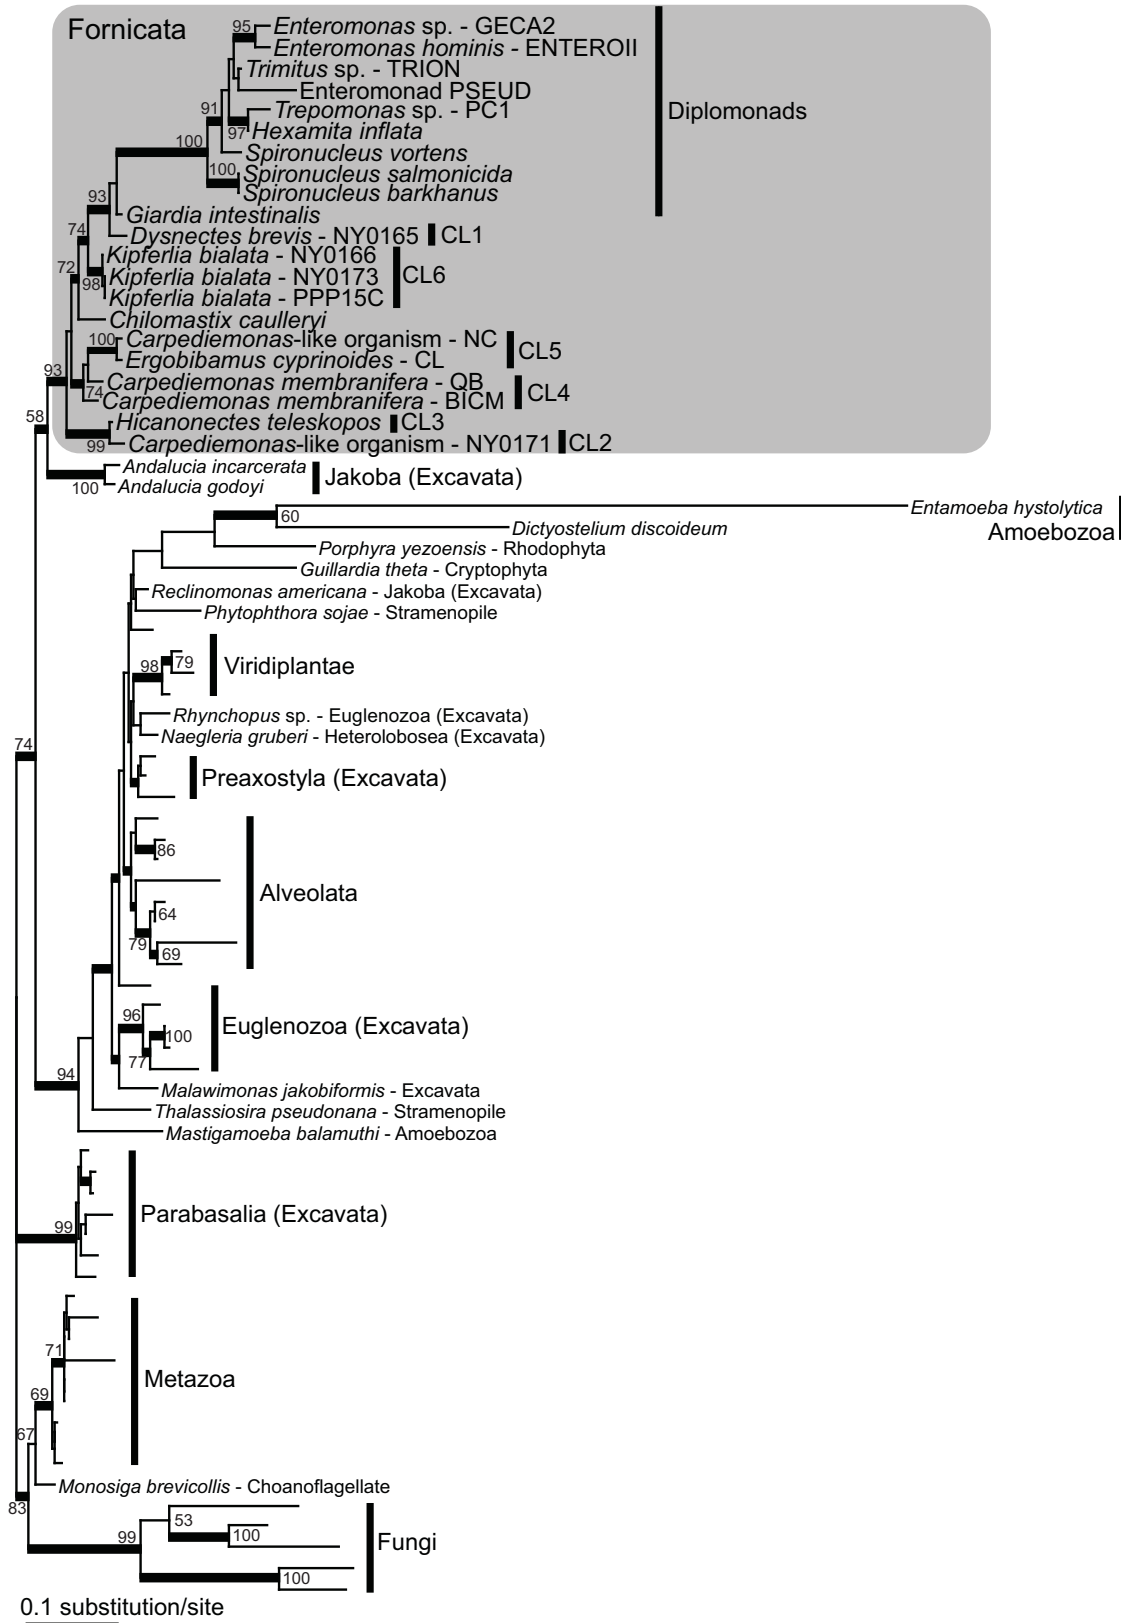 Fornicata
95
Enteromonas sp. - GECA2
Enteromonas hominis - ENTEROII
Trimitus sp. - TRION
Enteromonad PSEUD
91
Trepomonas sp. - PC1
Diplomonads
97
Hexamita inflata
100
Spironucleus vortens
100
Spironucleus salmonicida
Spironucleus barkhanus
93
Giardia intestinalis
74
Dysnectes brevis - NY0165
CL1
Kipferlia bialata - NY0166
72
98
Kipferlia bialata - NY0173
CL6
Kipferlia bialata - PPP15C
Chilomastix caulleryi
100
Carpediemonas-like organism - NC
CL5
Ergobibamus cyprinoides - CL
93
74
Carpediemonas membranifera - QB
CL4
Carpediemonas membranifera - BICM
58
Hicanonectes teleskopos
CL3
99
Carpediemonas-like organism - NY0171
CL2
Andalucia incarcerata
Jakoba (Excavata)
100
Andalucia godoyi
60
Entamoeba hystolytica
Dictyostelium discoideum
Amoebozoa
Porphyra yezoensis - Rhodophyta
Guillardia theta - Cryptophyta
Reclinomonas americana - Jakoba (Excavata)
Phytophthora sojae - Stramenopile
98
79
Viridiplantae
Rhynchopus sp. - Euglenozoa (Excavata)
Naegleria gruberi - Heterolobosea (Excavata)
74
Preaxostyla (Excavata)
86
Alveolata
64
79
69
96
Euglenozoa (Excavata)
100
77
94
Malawimonas jakobiformis - Excavata
Thalassiosira pseudonana - Stramenopile
Mastigamoeba balamuthi - Amoebozoa
99
Parabasalia (Excavata)
71
Metazoa
69
67
Monosiga brevicollis - Choanoflagellate
83
53
99
100
Fungi
100
0.1 substitution/site